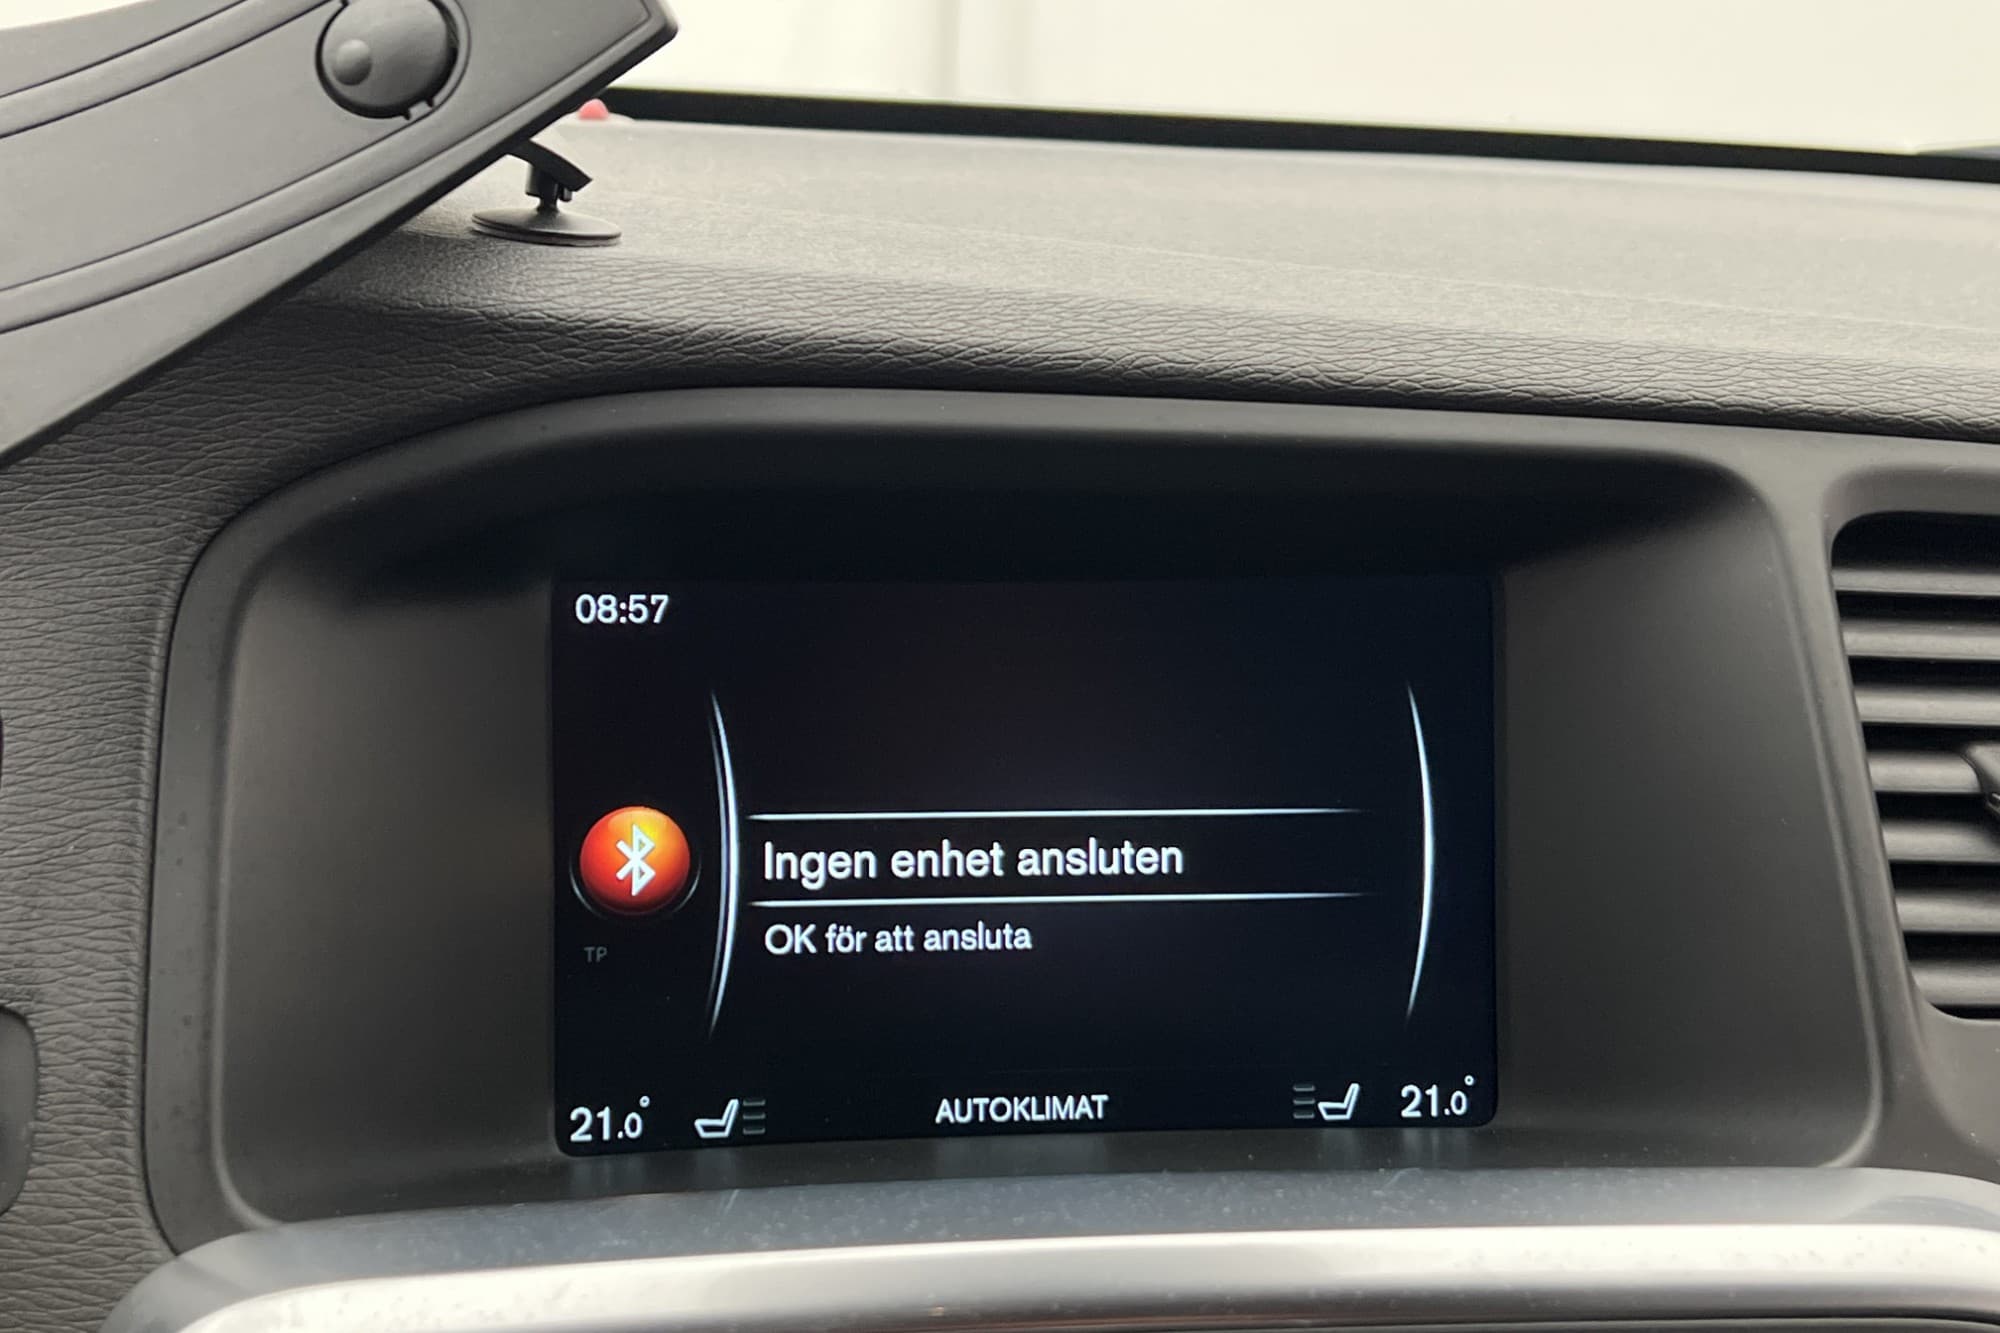 08:57
Ingen enhet ansluten
OK för att ansluta
TP
21.0° AUTOKLIMAT 21.0°